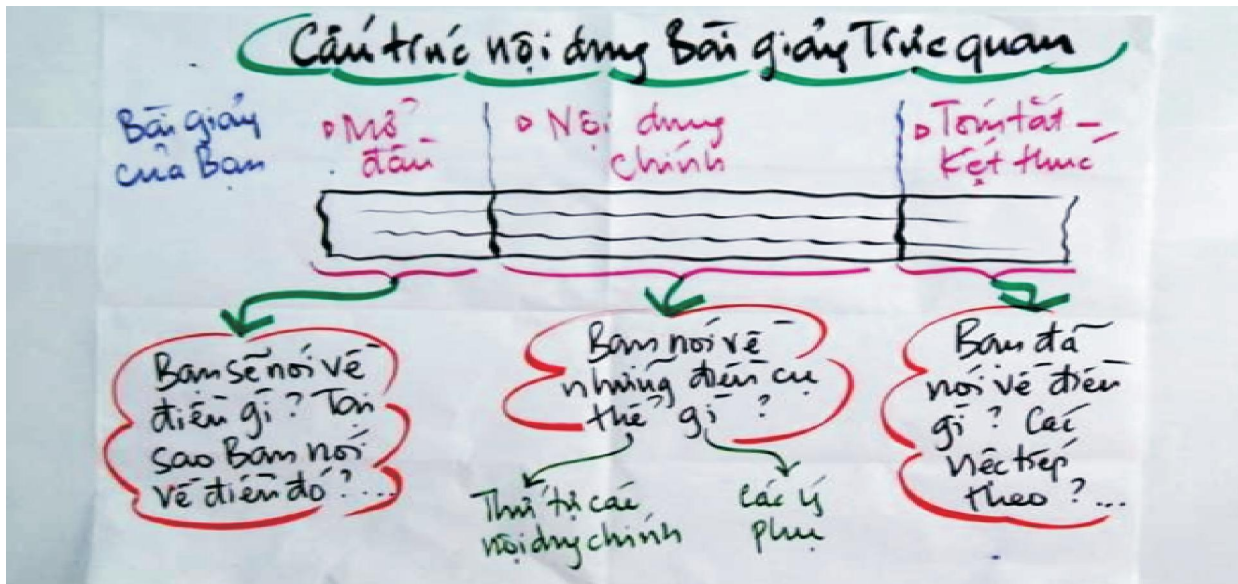 Cấu trúc nội dung Bài giảng Trực quan
Bài giảng
của Bạn
Mở
đầu
Nội dung
chính
Tóm tắt –
Kết thúc
Bạn sẽ nói về
điều gì? Tại
sao Bạn nói
về điều đó?...
Bạn nói về
những điều cụ
thể gì?
Thứ tự các
nội dung chính
Các ý
phụ
Bạn đã
nói về điều
gì? Các
việc tiếp
theo?...